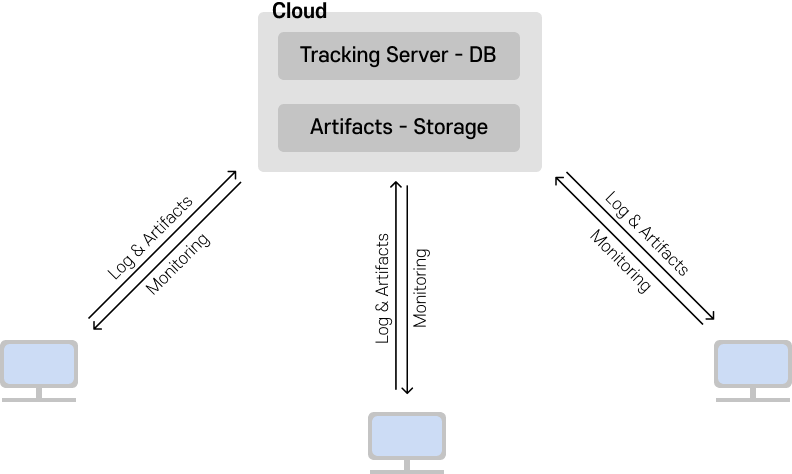 Cloud
Tracking Server - DB
Artifacts - Storage
Log & Artifacts
Monitoring
Log & Artifacts
Monitoring
Log & Artifacts
Monitoring